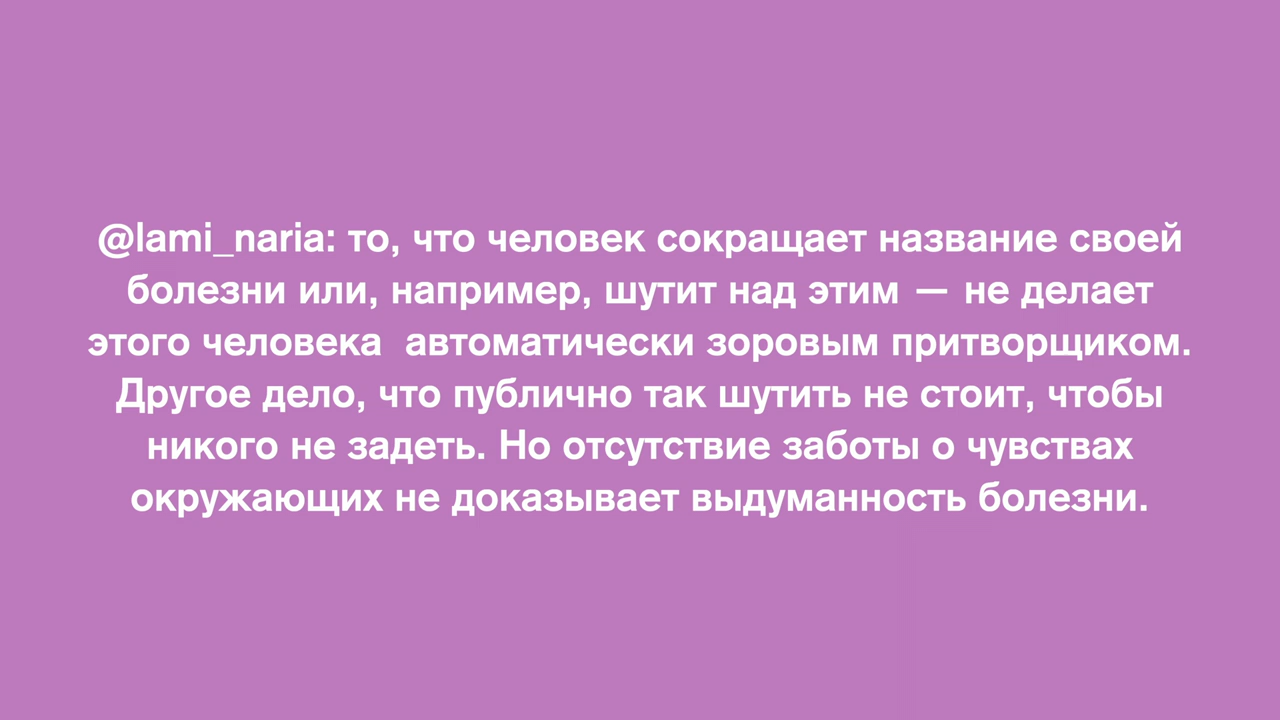 @lami_naria: то, что человек сокращает название своей
болезни или, например, шутит над этим — не делает
этого человека  автоматически зоровым притворщиком.
Другое дело, что публично так шутить не стоит, чтобы
никого не задеть. Но отсутствие заботы о чувствах
окружающих не доказывает выдуманность болезни.